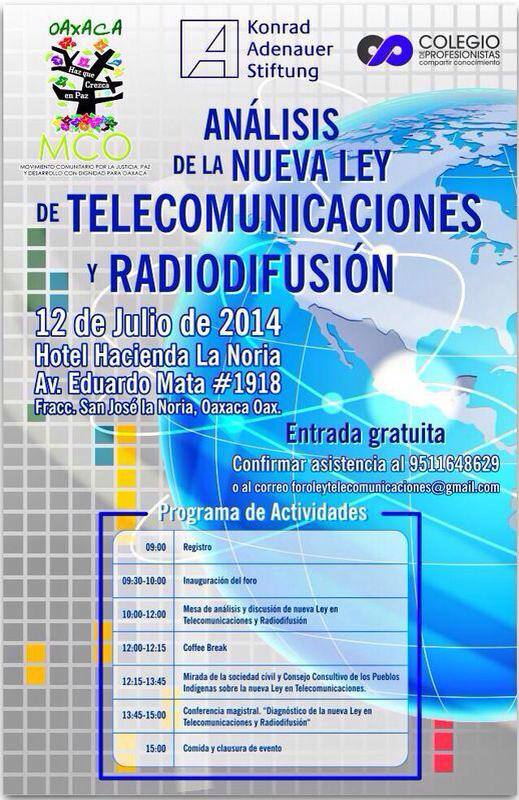 OAXACA
Haz que
Crezca
en Paz
MCO
MOVIMIENTO COMUNITARIO POR LA JUSTICIA, PAZ
Y DESARROLLO CON DIGNIDAD PARA OAXACA
Konrad
Adenauer
Stiftung
COLEGIO
DE PROFESIONISTAS
compartir conocimiento
ANÁLISIS
DE LA NUEVA LEY
DE TELECOMUNICACIONES
Y RADIODIFUSIÓN
12 de Julio de 2014
Hotel Hacienda La Noria
Av. Eduardo Mata #1918
Fracc. San José la Noria, Oaxaca Oax.
Entrada gratuita
Confirmar asistencia al 9511648629
o al correo foroleytelecomunicaciones@gmail.com
Programa de Actividades
09:00 Registro
09:30-10:00 Inauguración del foro
10:00-12:00 Mesa de análisis y discusión de nueva Ley en
Telecomunicaciones y Radiodifusión
12:00-12:15 Coffee Break
12:15-13:45 Mirada de la sociedad civil y Consejo Consultivo de los Pueblos
Indígenas sobre la nueva Ley en Telecomunicaciones.
13:45-15:00 Conferencia magistral. "Diagnóstico de la nueva Ley en
Telecomunicaciones y Radiodifusión"
15:00 Comida y clausura de evento